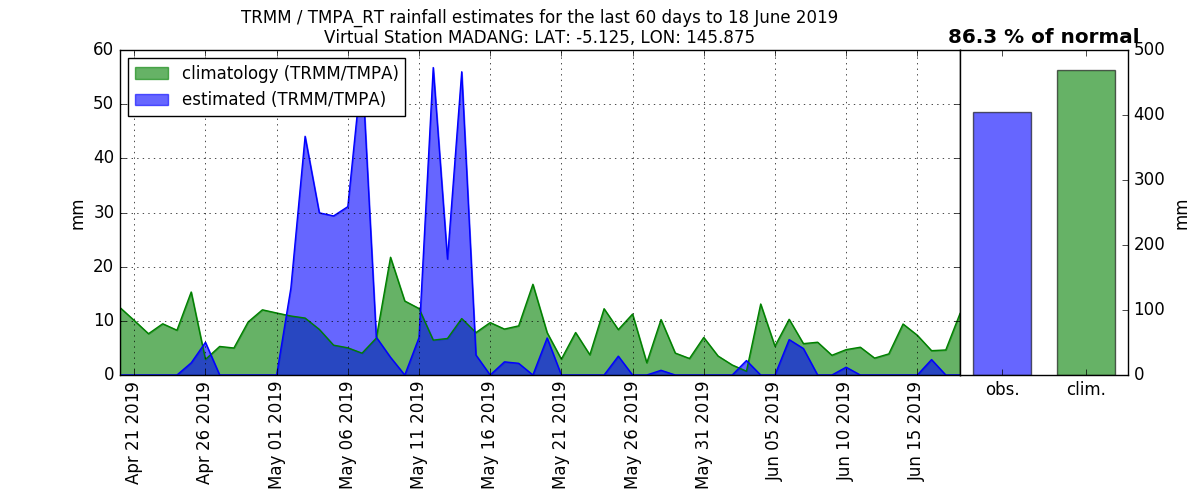 TRMM / TMPA_RT rainfall estimates for the last 60 days to 18 June 2019
Virtual Station MADANG: LAT: -5.125, LON: 145.875
86.3 % of normal
climatology (TRMM/TMPA)
estimated (TRMM/TMPA)
mm
60
50
40
30
20
10
0
Apr 21 2019
Apr 26 2019
May 01 2019
May 06 2019
May 11 2019
May 16 2019
May 21 2019
May 26 2019
May 31 2019
Jun 05 2019
Jun 10 2019
Jun 15 2019
obs.
clim.
500
400
300
200
100
0
mm